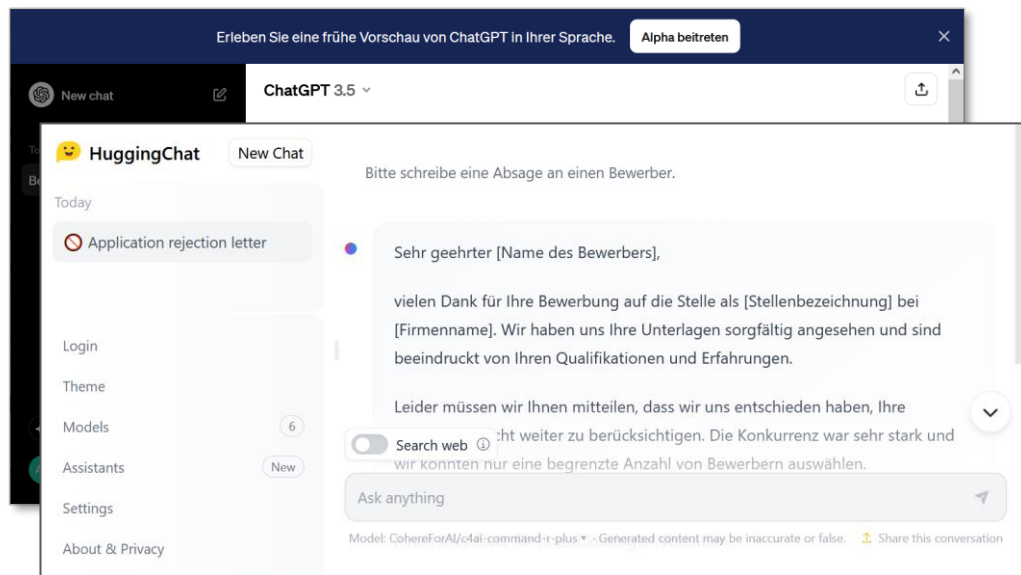 Erleben Sie eine frühe Vorschau von ChatGPT in Ihrer Sprache. Alpha beitreten
New chat
ChatGPT 3.5
HuggingChat New Chat
Today
Application rejection letter
Login
Theme
Models 6
Assistants New
Settings
About & Privacy
Bitte schreibe eine Absage an einen Bewerber.
Sehr geehrter [Name des Bewerbers],
vielen Dank für Ihre Bewerbung auf die Stelle als [Stellenbezeichnung] bei
[Firmenname]. Wir haben uns Ihre Unterlagen sorgfältig angesehen und sind
beeindruckt von Ihren Qualifikationen und Erfahrungen.
Leider müssen wir Ihnen mitteilen, dass wir uns entschieden haben, Ihre
weiter zu berücksichtigen. Die Konkurrenz war sehr stark und
wir konnten nur eine begrenzte Anzahl von Bewerbern auswählen.
Search web
Ask anything
Model: CohereForAI/c4ai-command-r-plus - Generated content may be inaccurate or false. Share this conversation